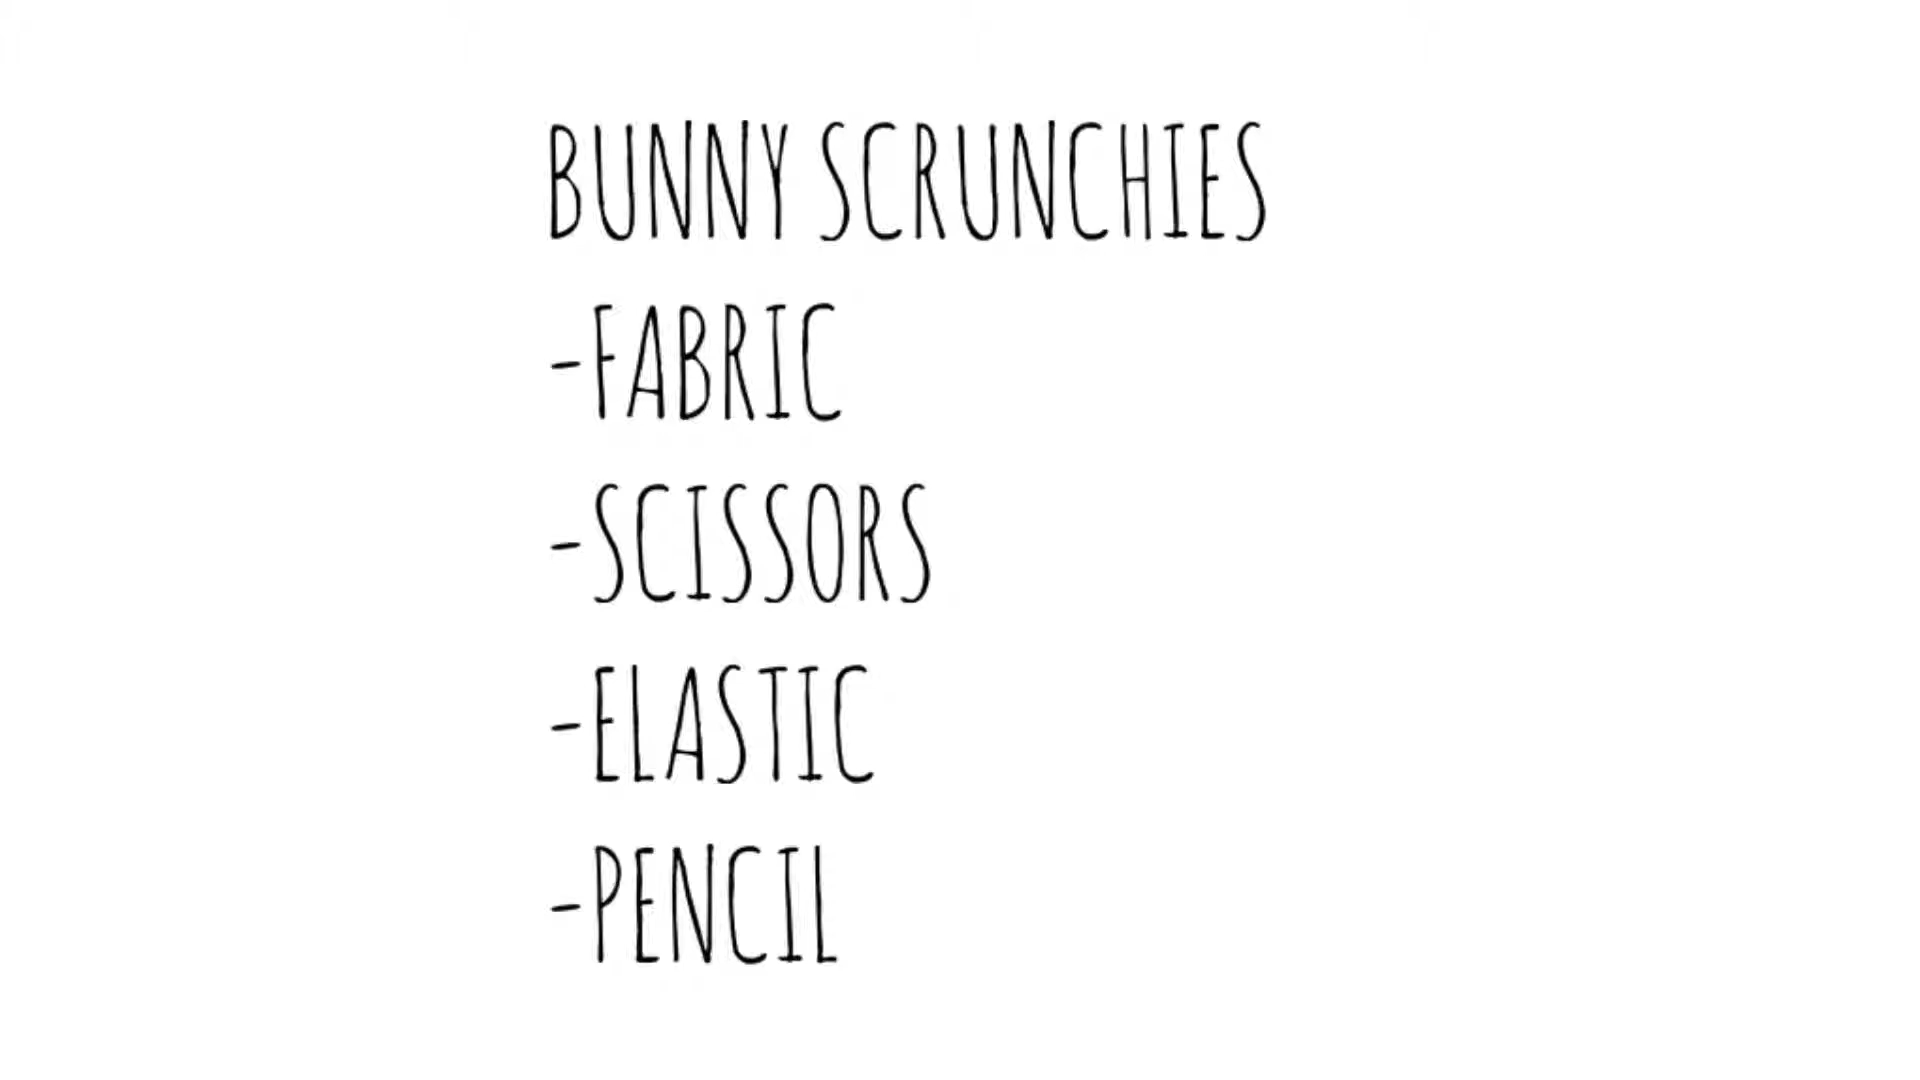 BUNNY SCRUNCHIES
-FABRIC
-SCISSORS
-ELASTIC
-PENCIL